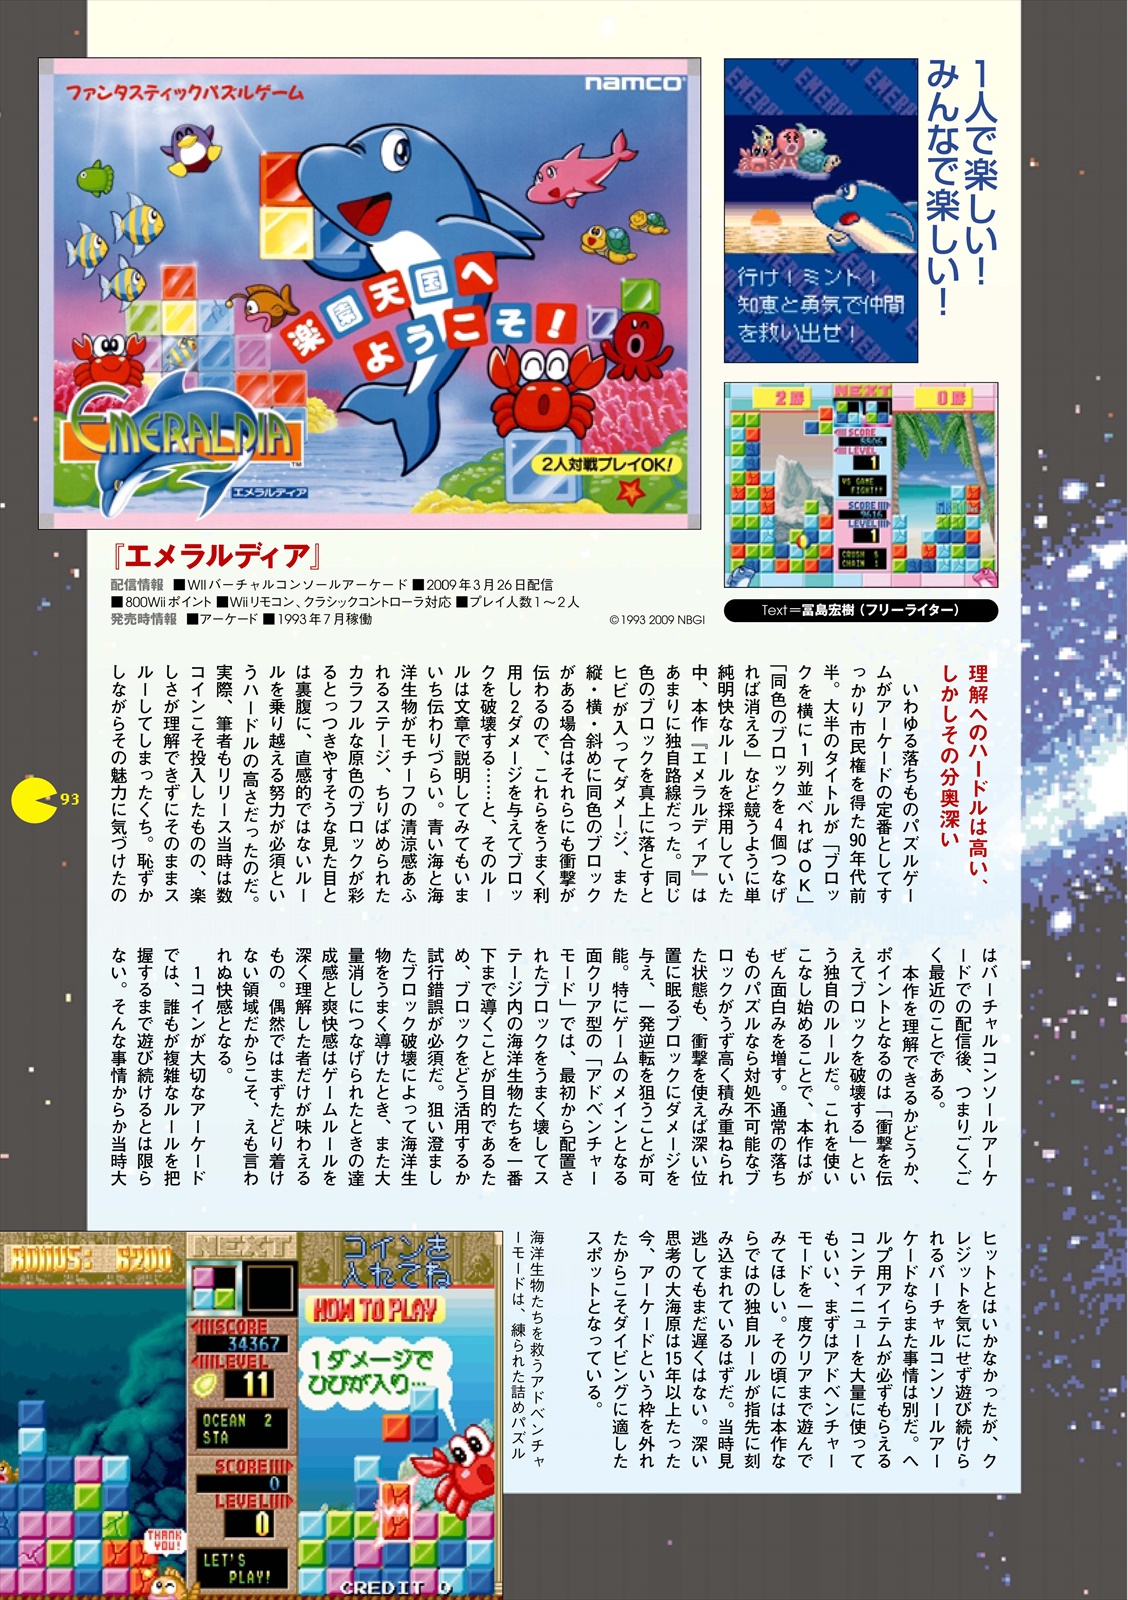 1人で楽しい！
みんなで楽しい！
ファンタスティックパズルゲーム
namco
楽園天国へ
ようこそ！
EMERALDIA
TM
エメラルディア
2人対戦プレイOK!
行け！ミント！
知恵と勇気で仲間
を救い出せ！
2勝
NEXT
0勝
SCORE
LEVEL
1
VS GAME
FIGHT!!
SCORE
9616
LEVEL
1
CRUSH 5
CHAIN 1
『エメラルディア』
配信情報 ■WIIバーチャルコンソールアーケード ■2009年3月26日配信
■800Wiiポイント ■Wiiリモコン、クラシックコントローラ対応 ■プレイ人数1～2人
発売時情報 ■アーケード ■1993年7月稼働
©1993 2009 NBGI
Text＝冨島宏樹（フリーライター）
理解へのハードルは高い、
しかしその分奥深い
いわゆる落ちものパズルゲー
ムがアーケードの定番としてす
っかり市民権を得た90年代前
半。大半のタイトルが「ブロッ
クを横に1列並べればOK」
「同色のブロックを4個つなげ
れば消える」など競うように単
純明快なルールを採用していた
中、本作『エメラルディア』は
あまりに独自路線だった。同じ
色のブロックを真上に落とすと
ヒビが入ってダメージ、また
縦・横・斜めに同色のブロック
がある場合はそれらにも衝撃が
伝わるので、これらをうまく利
用し2ダメージを与えてブロッ
クを破壊する……と、そのルー
ルは文章で説明してみてもいま
いち伝わりづらい。青い海と海
洋生物がモチーフの清涼感あふ
れるステージ、ちりばめられた
カラフルな原色のブロックが彩
るとっつきやすそうな見た目と
は裏腹に、直感的ではないルー
ルを乗り越える努力が必須とい
うハードルの高さだったのだ。
実際、筆者もリリース当時は数
コインこそ投入したものの、楽
しさが理解できずにそのままス
ルーしてしまったくち。恥ずか
しながらその魅力に気づけたの
はバーチャルコンソールアーケ
ードでの配信後、つまりごくご
く最近のことである。
本作を理解できるかどうか、
ポイントとなるのは「衝撃を伝
えてブロックを破壊する」とい
う独自のルールだ。これを使い
こなし始めることで、本作はが
ぜん面白みを増す。通常の落ち
ものパズルなら対処不可能なブ
ロックがうず高く積み重ねられ
た状態も、衝撃を使えば深い位
置に眠るブロックにダメージを
与え、一発逆転を狙うことが可
能。特にゲームのメインとなる
面クリア型の「アドベンチャー
モード」では、最初から配置さ
れたブロックをうまく壊してス
テージ内の海洋生物たちを一番
下まで導くことが目的であるた
め、ブロックをどう活用するか
試行錯誤が必須だ。狙い澄まし
たブロック破壊によって海洋生
物をうまく導けたとき、また大
量消しにつなげられたときの達
成感と爽快感はゲームルールを
深く理解した者だけが味わえる
もの。偶然ではまずたどり着け
ない領域だからこそ、えも言わ
れぬ快感となる。
1コインが大切なアーケード
では、誰もが複雑なルールを把
握するまで遊び続けるとは限ら
ない。そんな事情からか当時大
ヒットとはいかなかったが、ク
レジットを気にせず遊び続けら
れるバーチャルコンソールアー
ケードならまた事情は別だ。ヘ
ルプ用アイテムが必ずもらえる
コンティニューを大量に使って
もいい、まずはアドベンチャー
モードを一度クリアまで遊んで
みてほしい。その頃には本作な
らではの独自ルールが指先に刻
み込まれているはずだ。当時見
逃してもまだ遅くはない。深い
思考の大海原は15年以上たった
今、アーケードという枠を外れ
たからこそダイビングに適した
スポットとなっている。
海洋生物たちを救うアドベンチャ
ーモードは、練られた詰めパズル
BONUS: 6200
NEXT
SCORE
34367
LEVEL
11
OCEAN 2
STA
SCORE
0
LEVEL
0
LET'S
PLAY!
THANK
YOU!
コインを
入れてね
HOW TO PLAY
1ダメージで
ひびが入り…
CREDIT 0
93